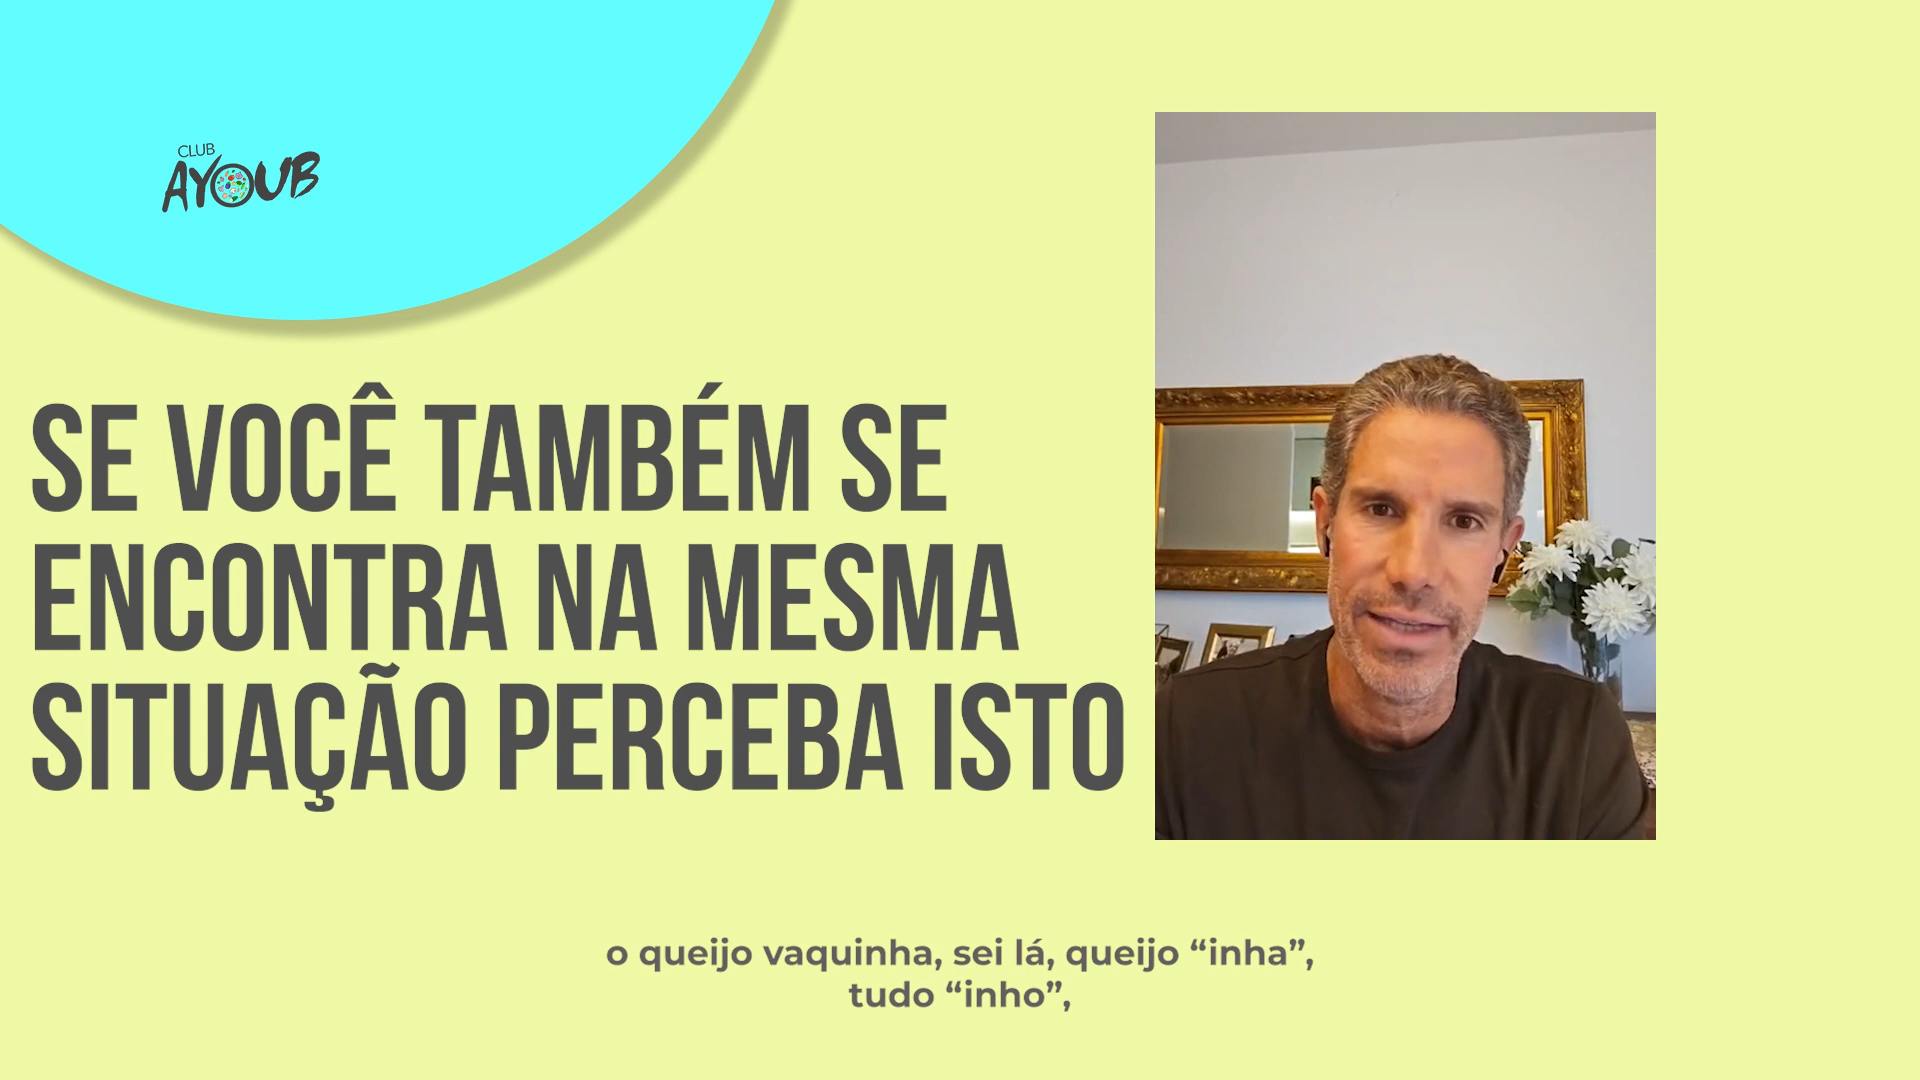 CLUB
AYOUB
SE VOCÊ TAMBÉM SE
ENCONTRA NA MESMA
SITUAÇÃO PERCEBA ISTO
o queijo vaquinha, sei lá, queijo “inha”,
tudo “inho”,